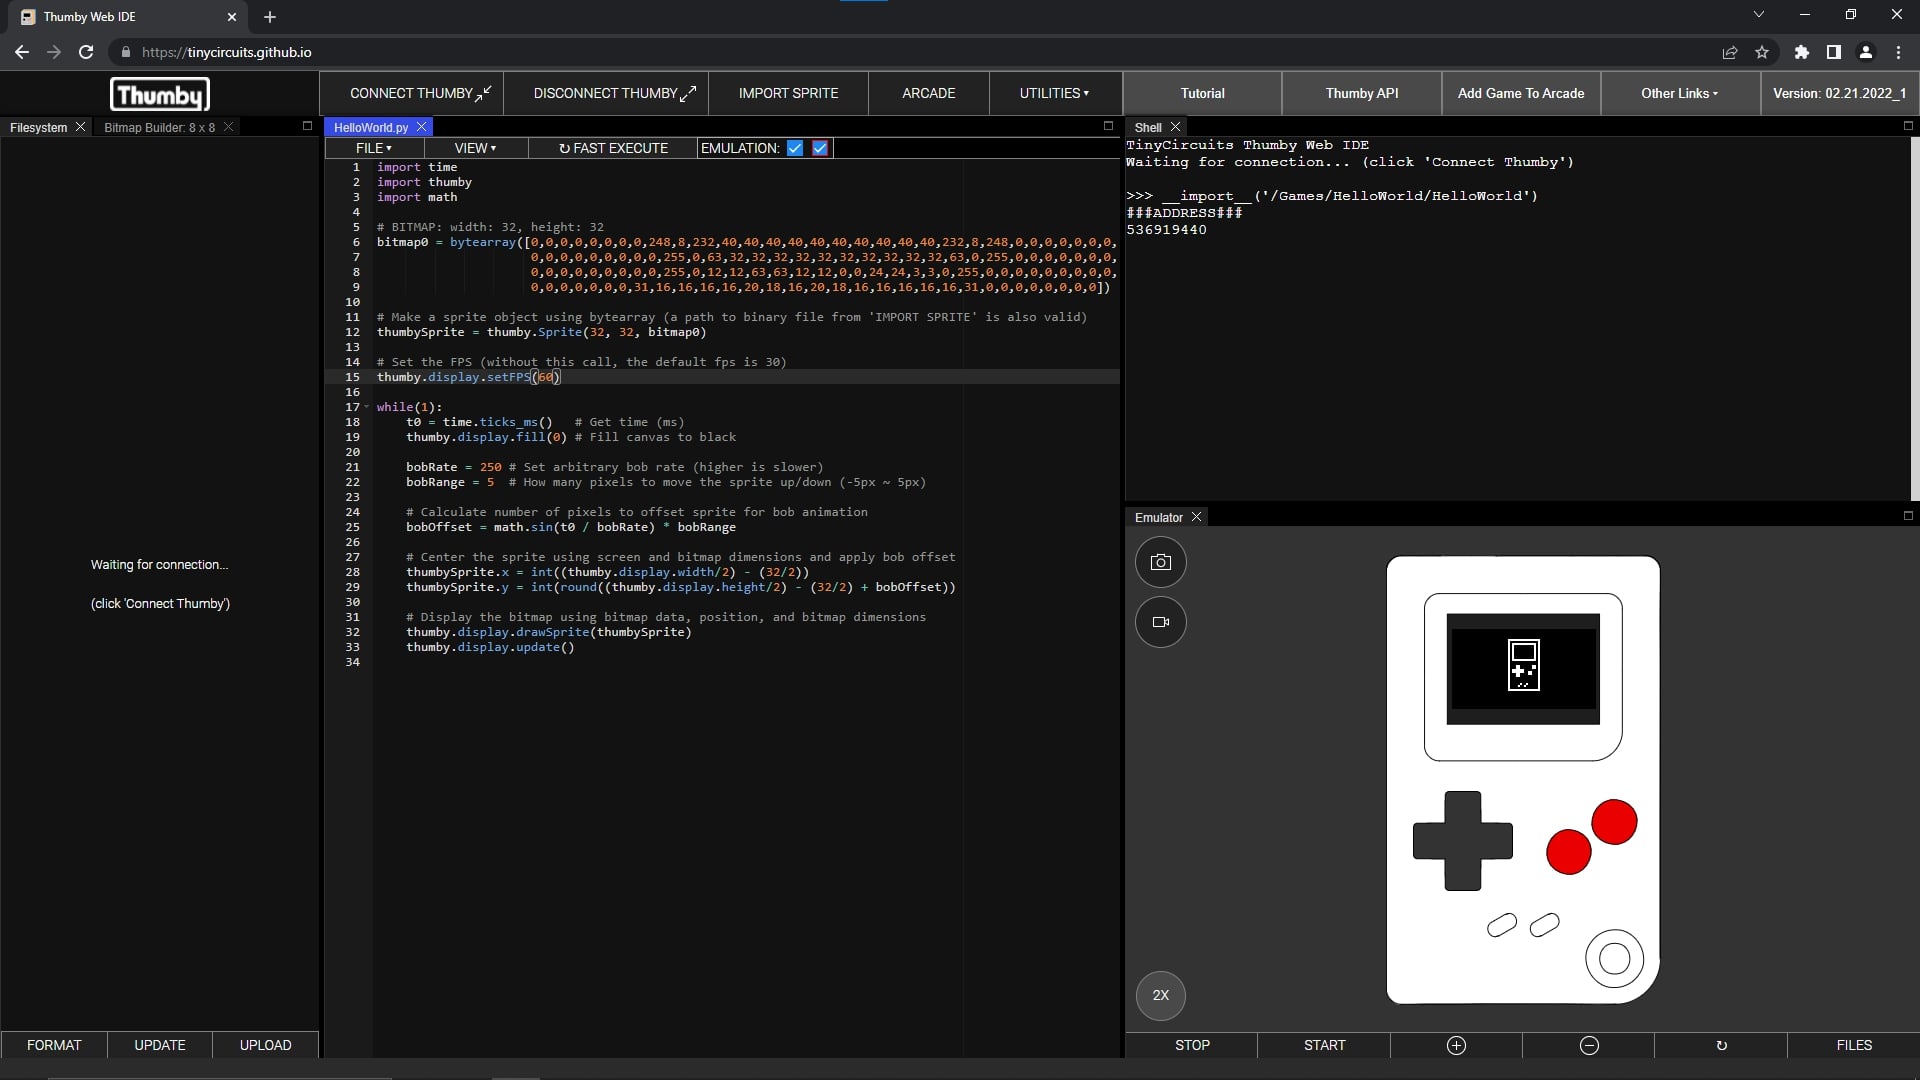 Thumby Web IDE
https://tinycircuits.github.io
Thumby
CONNECT THUMBY
DISCONNECT THUMBY
IMPORT SPRITE
ARCADE
UTILITIES
Tutorial
Thumby API
Add Game To Arcade
Other Links
Version: 02.21.2022_1
Filesystem
Bitmap Builder: 8 x 8
Waiting for connection...
(click 'Connect Thumby')
FORMAT
UPDATE
UPLOAD
HelloWorld.py
FILE
VIEW
↻ FAST EXECUTE
EMULATION:
1 import time
2 import thumby
3 import math
4
5 # BITMAP: width: 32, height: 32
6 bitmap0 = bytearray([0,0,0,0,0,0,0,0,248,8,232,40,40,40,40,40,40,40,40,40,40,232,8,248,0,0,0,0,0,0,0,
7 0,0,0,0,0,0,0,0,0,255,0,63,32,32,32,32,32,32,32,32,32,32,63,0,255,0,0,0,0,0,0,0,
8 0,0,0,0,0,0,0,0,0,255,0,12,12,63,63,12,12,0,0,24,24,3,3,0,255,0,0,0,0,0,0,0,0,
9 0,0,0,0,0,0,0,31,16,16,16,16,20,18,16,20,18,16,16,16,16,16,31,0,0,0,0,0,0,0,0])
10
11 # Make a sprite object using bytearray (a path to binary file from 'IMPORT SPRITE' is also valid)
12 thumbySprite = thumby.Sprite(32, 32, bitmap0)
13
14 # Set the FPS (without this call, the default fps is 30)
15 thumby.display.setFPS(60)
16
17 while(1):
18 t0 = time.ticks_ms() # Get time (ms)
19 thumby.display.fill(0) # Fill canvas to black
20
21 bobRate = 250 # Set arbitrary bob rate (higher is slower)
22 bobRange = 5 # How many pixels to move the sprite up/down (-5px ~ 5px)
23
24 # Calculate number of pixels to offset sprite for bob animation
25 bobOffset = math.sin(t0 / bobRate) * bobRange
26
27 # Center the sprite using screen and bitmap dimensions and apply bob offset
28 thumbySprite.x = int((thumby.display.width/2) - (32/2))
29 thumbySprite.y = int(round((thumby.display.height/2) - (32/2) + bobOffset))
30
31 # Display the bitmap using bitmap data, position, and bitmap dimensions
32 thumby.display.drawSprite(thumbySprite)
33 thumby.display.update()
34
Shell
TinyCircuits Thumby Web IDE
Waiting for connection... (click 'Connect Thumby')
>>> __import__('/Games/HelloWorld/HelloWorld')
###ADDRESS###
536919440
Emulator
2X
STOP
START
FILES